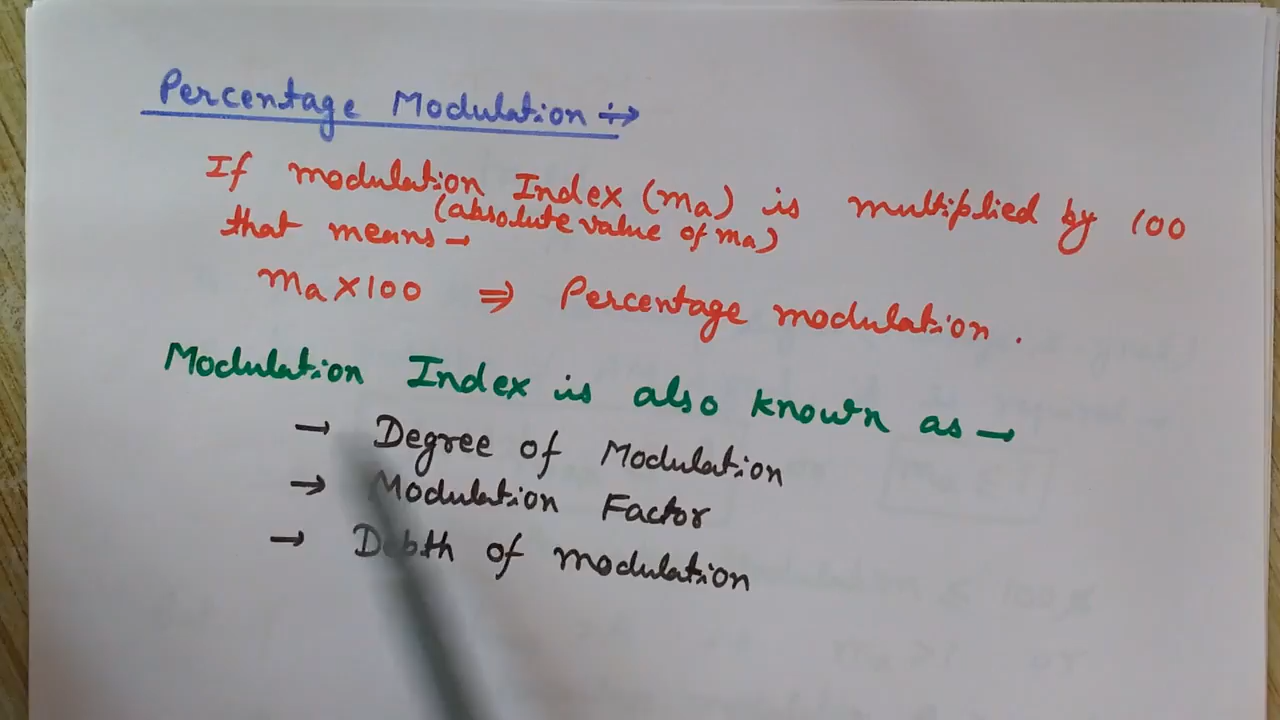 Percentage Modulation ÷→
If modulation Index (ma) is multiplied by 100
(absolute value of ma)
that means →
ma × 100 ⇒ Percentage modulation.
Modulation Index is also known as →
→ Degree of Modulation
→ Modulation Factor
→ Debth of modulation